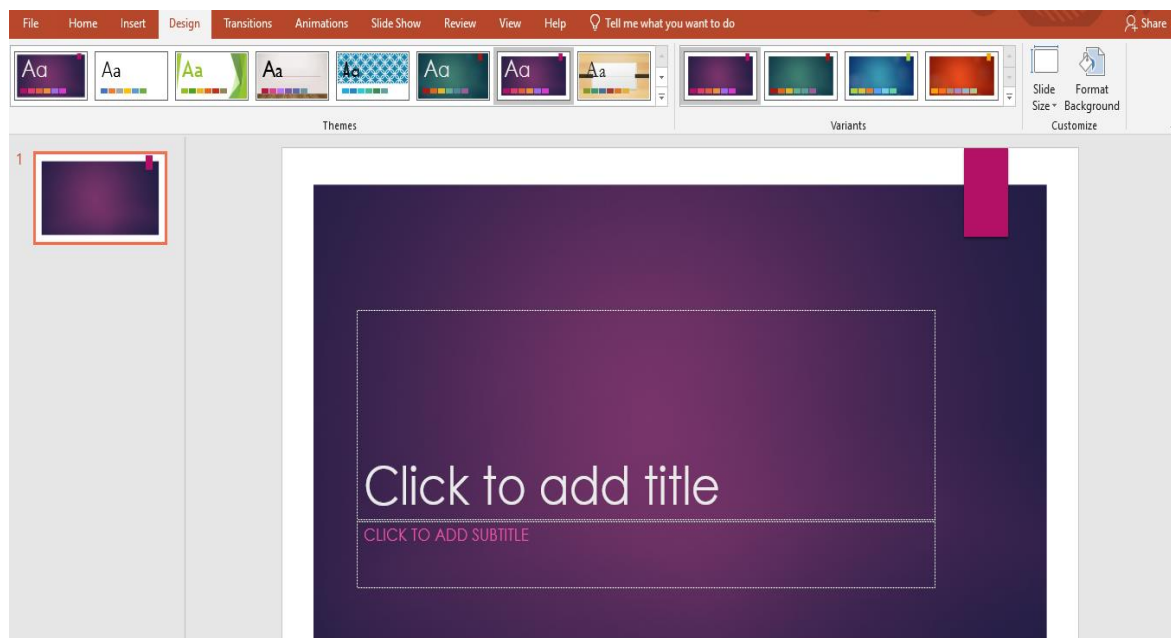 File Home Insert Design Transitions Animations Slide Show Review View Help Tell me what you want to do Share
Aa Aa Aa Aa Aa Aa Aa Aa
Slide Size
Format Background
Themes Variants Customize
1
Click to add title
CLICK TO ADD SUBTITLE